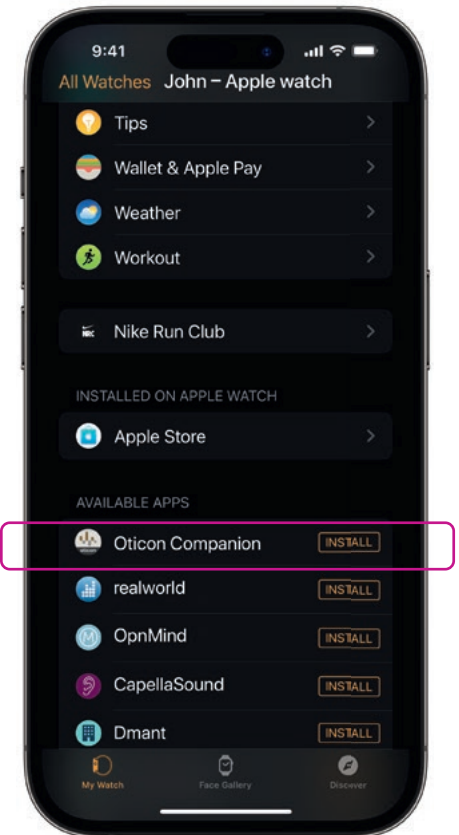 9:41
All Watches John – Apple watch
Tips
Wallet & Apple Pay
Weather
Workout
NRC Nike Run Club
INSTALLED ON APPLE WATCH
Apple Store
AVAILABLE APPS
Oticon Companion INSTALL
realworld INSTALL
OpnMind INSTALL
CapellaSound INSTALL
Dmant INSTALL
My Watch Face Gallery Discover